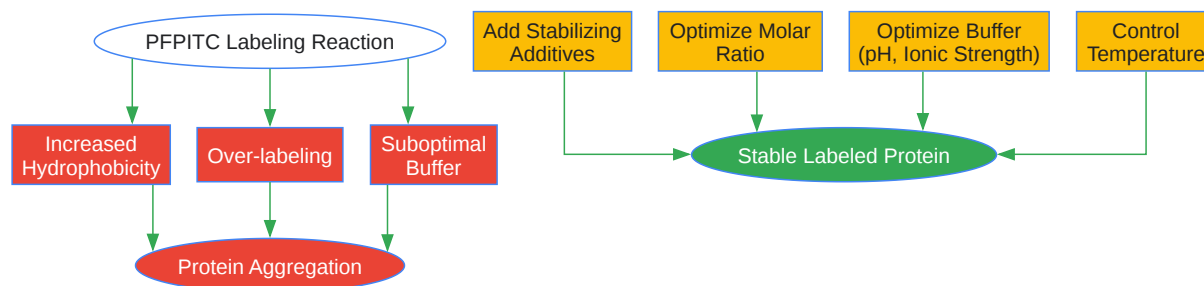 PFPITC Labeling Reaction
Increased
Hydrophobicity
Over-labeling
Suboptimal
Buffer
Protein Aggregation
Add Stabilizing
Additives
Optimize Molar
Ratio
Optimize Buffer
(pH, Ionic Strength)
Control
Temperature
Stable Labeled Protein